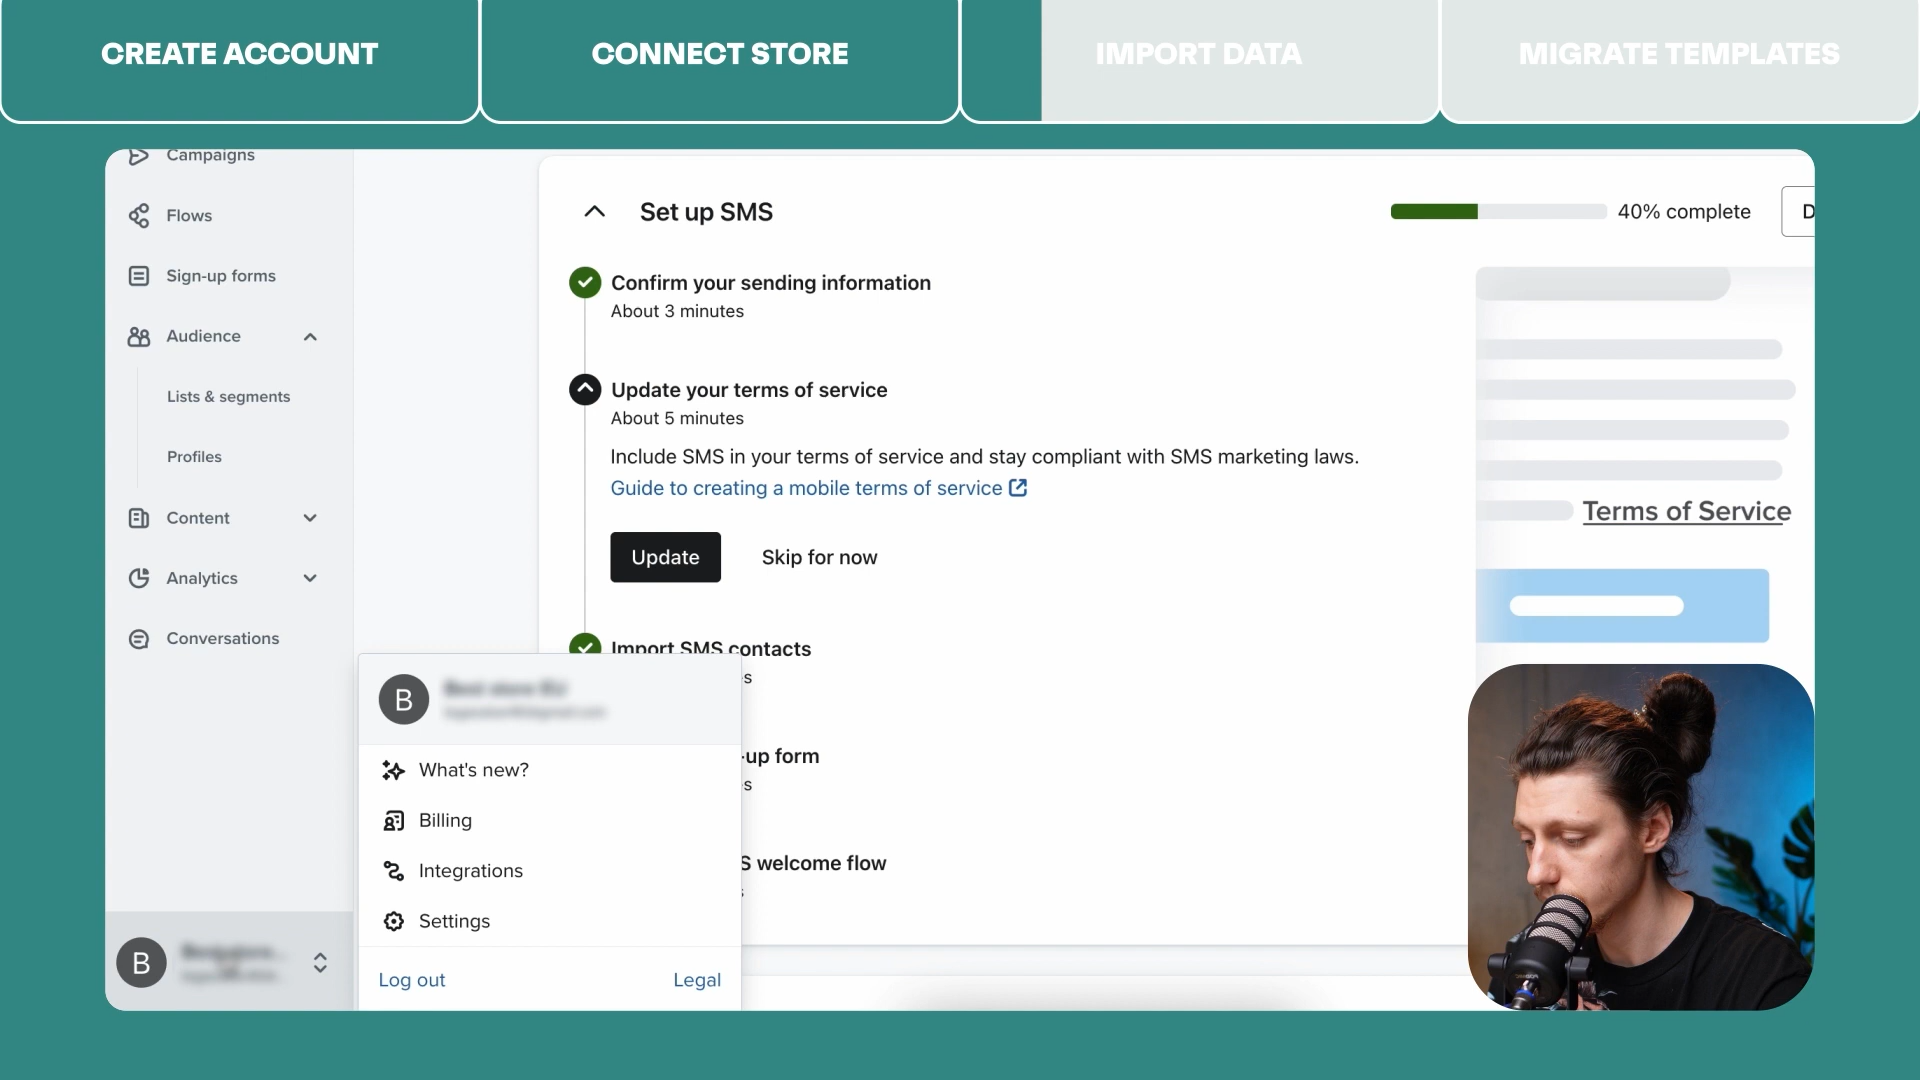 CREATE ACCOUNT
CONNECT STORE
IMPORT DATA
MIGRATE TEMPLATES
Campaigns
Flows
Sign-up forms
Audience
Lists & segments
Profiles
Content
Analytics
Conversations
B
Set up SMS
40% complete
D
Confirm your sending information
About 3 minutes
Update your terms of service
About 5 minutes
Include SMS in your terms of service and stay compliant with SMS marketing laws.
Guide to creating a mobile terms of service
Update
Skip for now
Import SMS contacts
s
-up form
s
S welcome flow
Terms of Service
B
What's new?
Billing
Integrations
Settings
Log out
Legal